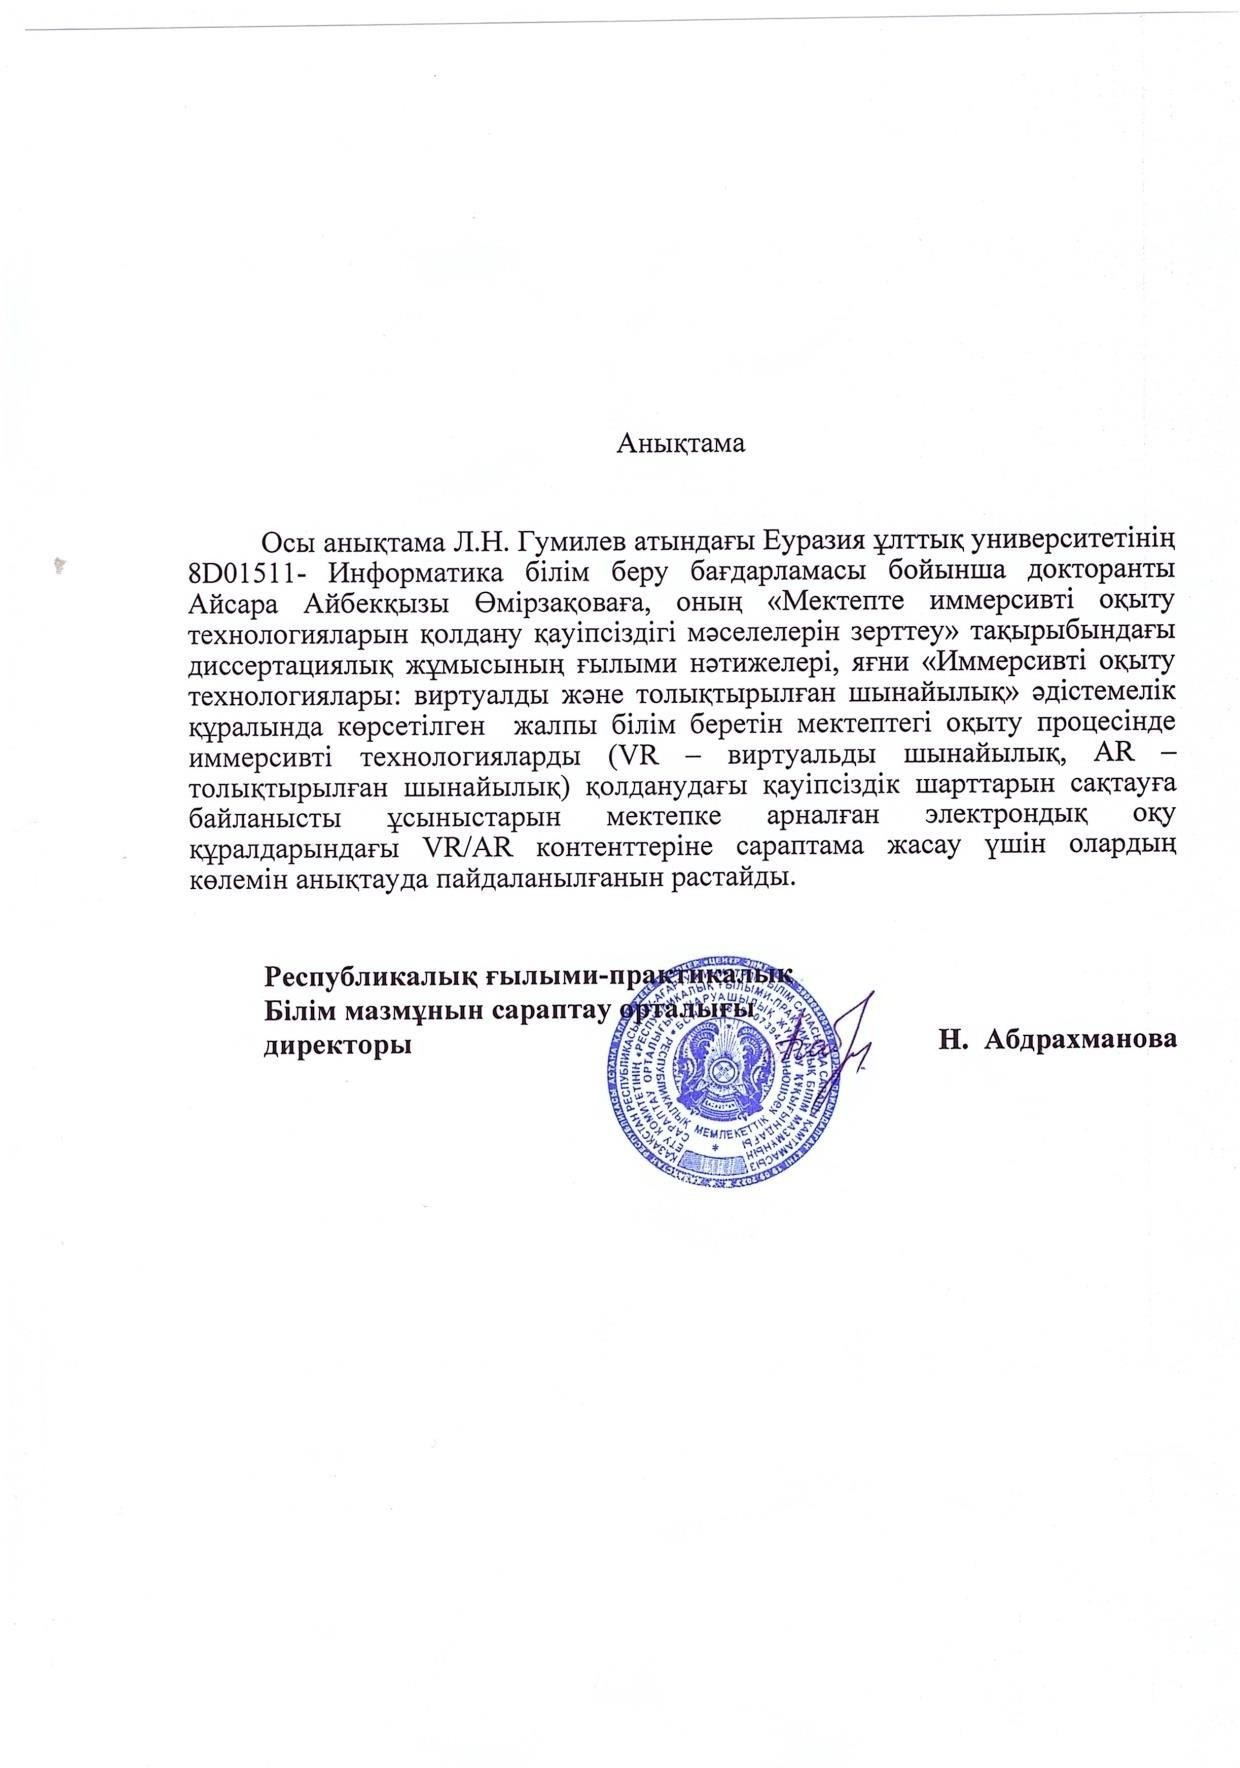 Анықтама
Осы анықтама Л.Н. Гумилев атындағы Еуразия ұлттық университетінің
8D01511- Информатика білім беру бағдарламасы бойынша докторанты
Айсара Айбекқызы Өмірзақоваға, оның «Мектепте иммерсивті оқыту
технологияларын қолдану қауіпсіздігі мәселелерін зерттеу» тақырыбындағы
диссертациялық жұмысының ғылыми нәтижелері, яғни «Иммерсивті оқыту
технологиялары: виртуалды және толықтырылған шынайылық» әдістемелік
құралында көрсетілген жалпы білім беретін мектептегі оқыту процесінде
иммерсивті технологияларды (VR – виртуальды шынайылық, AR –
толықтырылған шынайылық) қолданудағы қауіпсіздік шарттарын сақтауға
байланысты ұсыныстарын мектепке арналған электрондық оқу
құралдарындағы VR/AR контенттеріне сараптама жасау үшін олардың
көлемін анықтауда пайдаланылғанын растайды.
Республикалық ғылыми-практикалық
Білім мазмұнын сараптау орталығы
директоры
Н. Абдрахманова